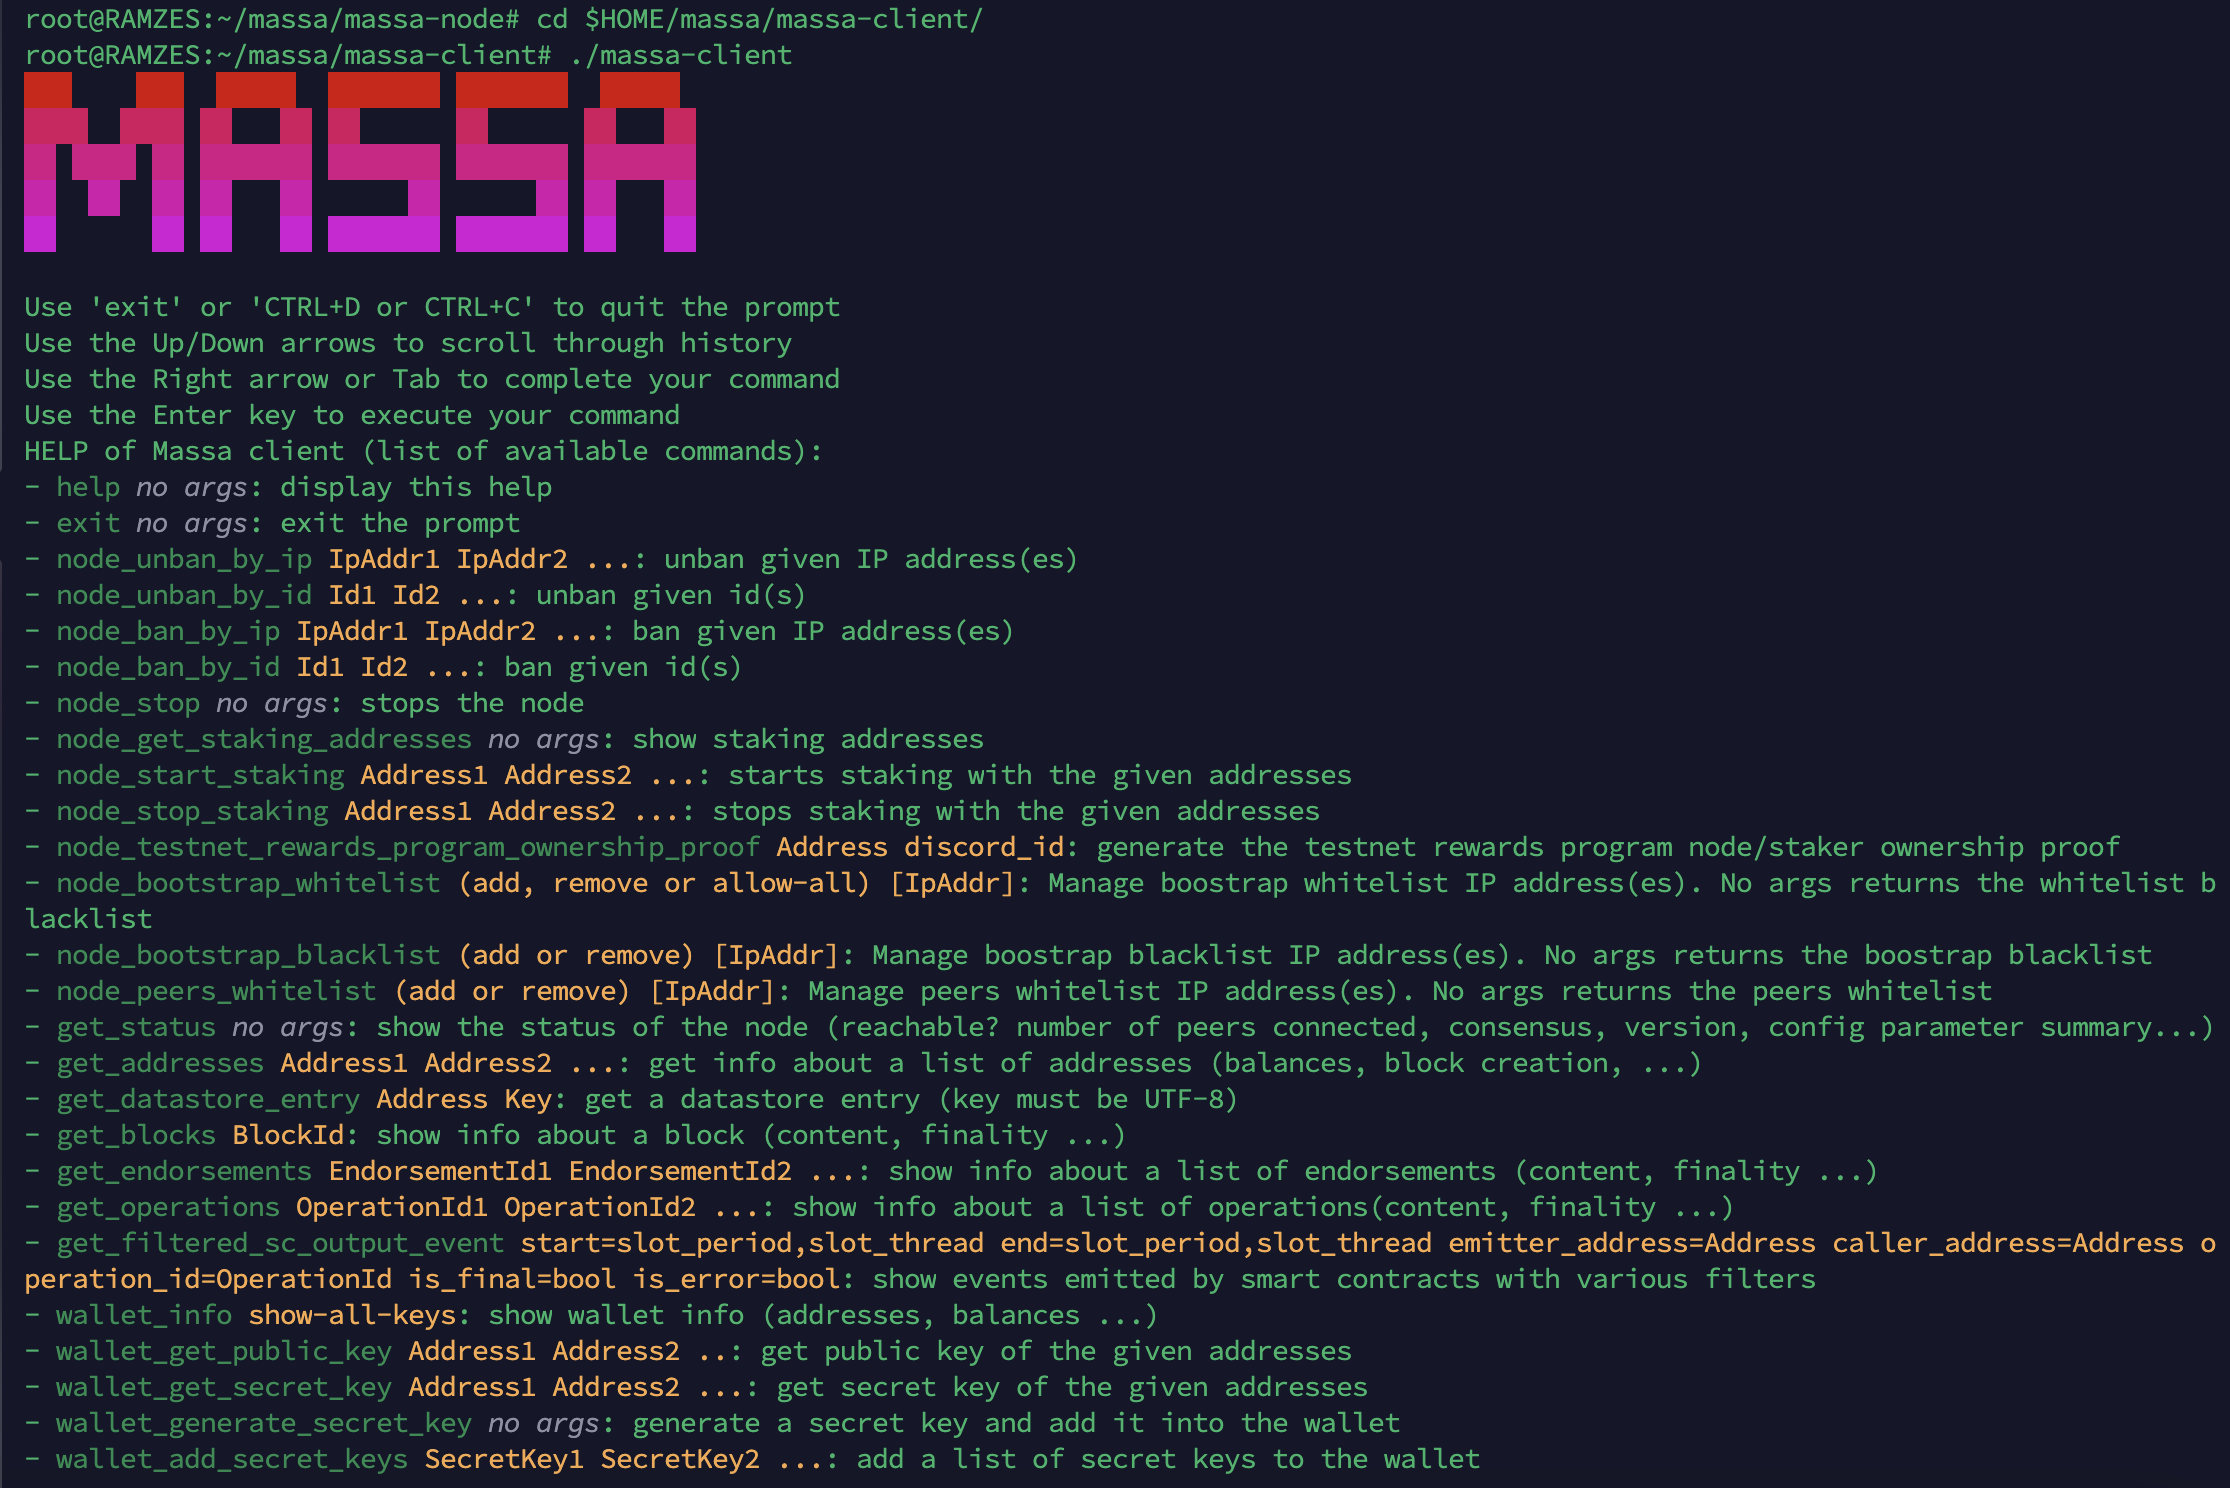 root@RAMZES:~/massa/massa-node# cd $HOME/massa/massa-client/
root@RAMZES:~/massa/massa-client# ./massa-client
MASSA
Use 'exit' or 'CTRL+D or CTRL+C' to quit the prompt
Use the Up/Down arrows to scroll through history
Use the Right arrow or Tab to complete your command
Use the Enter key to execute your command
HELP of Massa client (list of available commands):
- help no args: display this help
- exit no args: exit the prompt
- node_unban_by_ip IpAddr1 IpAddr2 ...: unban given IP address(es)
- node_unban_by_id Id1 Id2 ...: unban given id(s)
- node_ban_by_ip IpAddr1 IpAddr2 ...: ban given IP address(es)
- node_ban_by_id Id1 Id2 ...: ban given id(s)
- node_stop no args: stops the node
- node_get_staking_addresses no args: show staking addresses
- node_start_staking Address1 Address2 ...: starts staking with the given addresses
- node_stop_staking Address1 Address2 ...: stops staking with the given addresses
- node_testnet_rewards_program_ownership_proof Address discord_id: generate the testnet rewards program node/staker ownership proof
- node_bootstrap_whitelist (add, remove or allow-all) [IpAddr]: Manage boostrap whitelist IP address(es). No args returns the whitelist b
lacklist
- node_bootstrap_blacklist (add or remove) [IpAddr]: Manage boostrap blacklist IP address(es). No args returns the boostrap blacklist
- node_peers_whitelist (add or remove) [IpAddr]: Manage peers whitelist IP address(es). No args returns the peers whitelist
- get_status no args: show the status of the node (reachable? number of peers connected, consensus, version, config parameter summary...)
- get_addresses Address1 Address2 ...: get info about a list of addresses (balances, block creation, ...)
- get_datastore_entry Address Key: get a datastore entry (key must be UTF-8)
- get_blocks BlockId: show info about a block (content, finality ...)
- get_endorsements EndorsementId1 EndorsementId2 ...: show info about a list of endorsements (content, finality ...)
- get_operations OperationId1 OperationId2 ...: show info about a list of operations(content, finality ...)
- get_filtered_sc_output_event start=slot_period,slot_thread end=slot_period,slot_thread emitter_address=Address caller_address=Address o
peration_id=OperationId is_final=bool is_error=bool: show events emitted by smart contracts with various filters
- wallet_info show-all-keys: show wallet info (addresses, balances ...)
- wallet_get_public_key Address1 Address2 ..: get public key of the given addresses
- wallet_get_secret_key Address1 Address2 ...: get secret key of the given addresses
- wallet_generate_secret_key no args: generate a secret key and add it into the wallet
- wallet_add_secret_keys SecretKey1 SecretKey2 ...: add a list of secret keys to the wallet